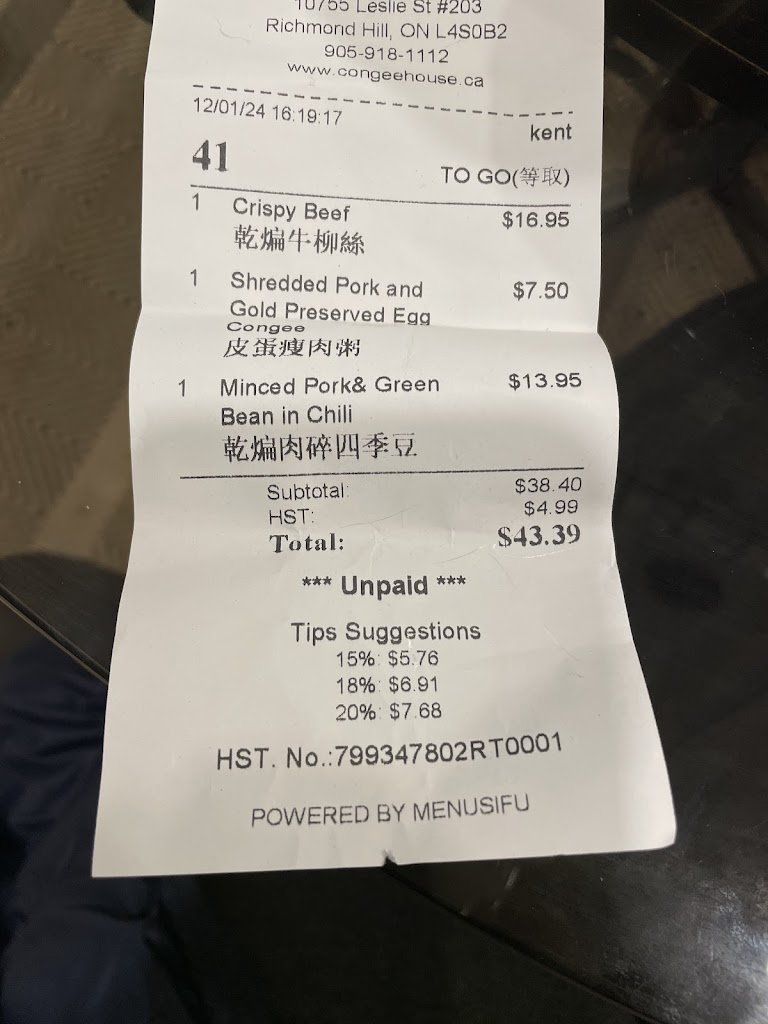 10755 Leslie St #203
Richmond Hill, ON L4S0B2
905-918-1112
www.congeehouse.ca
12/01/24 16:19:17
kent
41
TO GO(等取)
1 Crispy Beef $16.95
乾煸牛柳絲
1 Shredded Pork and $7.50
Gold Preserved Egg
Congee
皮蛋瘦肉粥
1 Minced Pork& Green $13.95
Bean in Chili
乾煸肉碎四季豆
Subtotal: $38.40
HST: $4.99
Total: $43.39
*** Unpaid ***
Tips Suggestions
15%: $5.76
18%: $6.91
20%: $7.68
HST. No.:799347802RT0001
POWERED BY MENUSIFU